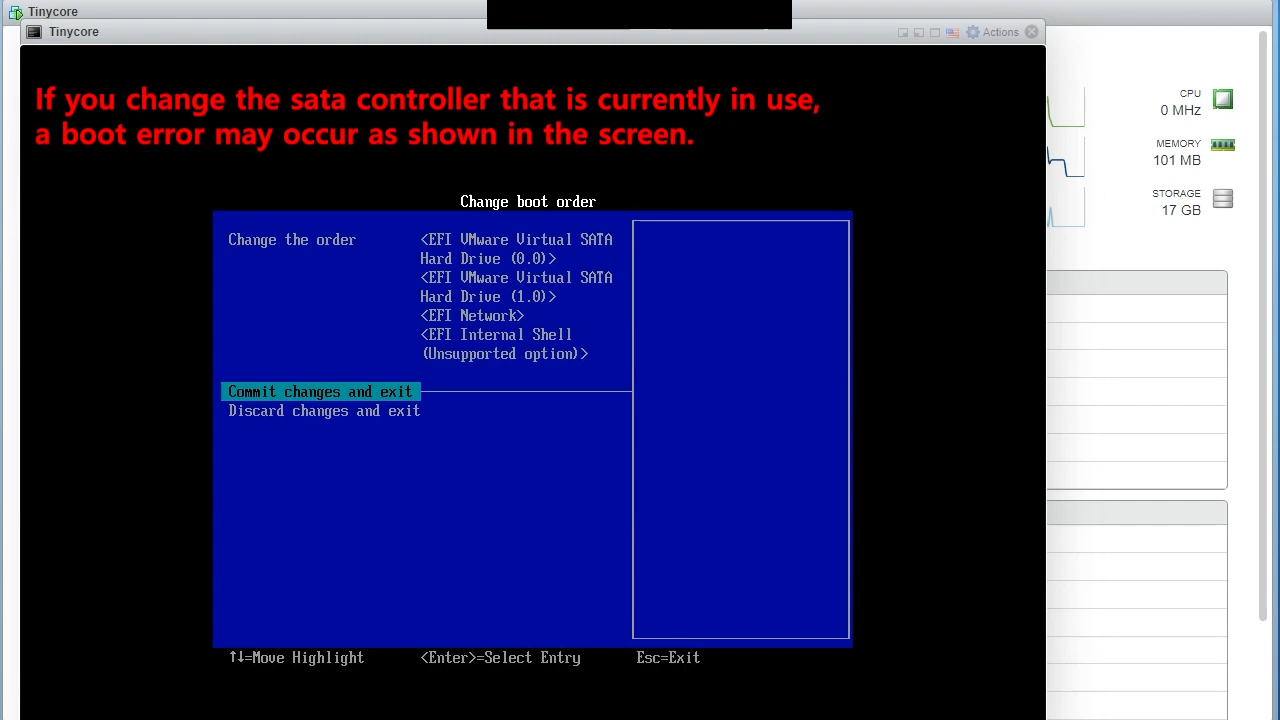 Tinycore
Tinycore
Actions
If you change the sata controller that is currently in use,
a boot error may occur as shown in the screen.
CPU
0 MHz
MEMORY
101 MB
STORAGE
17 GB
Change boot order
Change the order <EFI VMware Virtual SATA
Hard Drive (0.0)>
<EFI VMware Virtual SATA
Hard Drive (1.0)>
<EFI Network>
<EFI Internal Shell
(Unsupported option)>
Commit changes and exit
Discard changes and exit
↑↓=Move Highlight <Enter>=Select Entry Esc=Exit